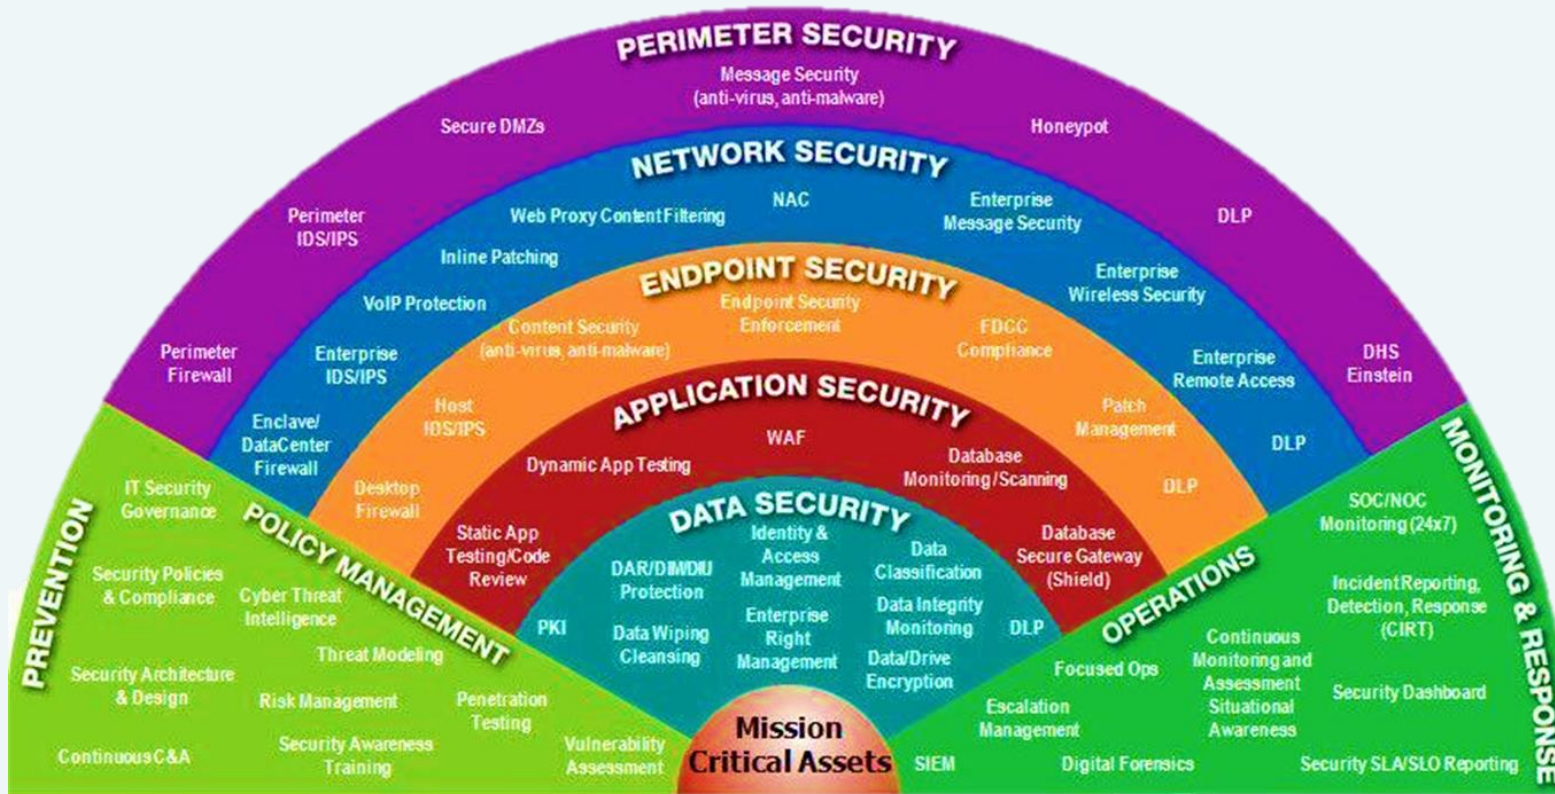 PERIMETER SECURITY
Message Security
(anti-virus, anti-malware)
Secure DMZs
Honeypot
Perimeter
IDS/IPS
DLP
Perimeter
Firewall
DHS
Einstein
NETWORK SECURITY
NAC
Web Proxy Content Filtering
Enterprise
Message Security
Inline Patching
Enterprise
Wireless Security
VoIP Protection
Enterprise
IDS/IPS
Enterprise
Remote Access
Enclave/
DataCenter
Firewall
DLP
ENDPOINT SECURITY
Endpoint Security
Enforcement
Content Security
(anti-virus, anti-malware)
FDCC
Compliance
Host
IDS/IPS
Patch
Management
Desktop
Firewall
DLP
APPLICATION SECURITY
WAF
Dynamic App Testing
Database
Monitoring/Scanning
Static App
Testing/Code
Review
Database
Secure Gateway
(Shield)
DATA SECURITY
Identity &
Access
Management
DAR/DIM/DIU
Protection
Data
Classification
Enterprise
Right
Management
Data Integrity
Monitoring
PKI
Data Wiping
Cleansing
DLP
Data/Drive
Encryption
Mission
Critical Assets
PREVENTION
POLICY MANAGEMENT
IT Security
Governance
Security Policies
& Compliance
Cyber Threat
Intelligence
Threat Modeling
Security Architecture
& Design
Risk Management
Penetration
Testing
Continuous C&A
Security Awareness
Training
Vulnerability
Assessment
MONITORING & RESPONSE
OPERATIONS
SOC/NOC
Monitoring (24x7)
Incident Reporting,
Detection, Response
(CIRT)
Focused Ops
Continuous
Monitoring and
Assessment
Situational
Awareness
Security Dashboard
Escalation
Management
SIEM
Digital Forensics
Security SLA/SLO Reporting